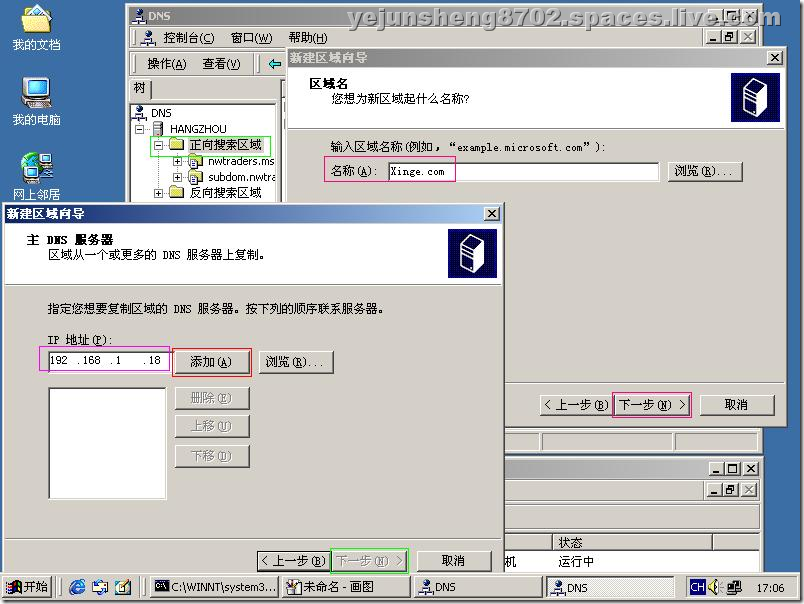 yejunsheng8702.spaces.live.com
我的文档
我的电脑
网上邻居
DNS
控制台(C) 窗口(W) 帮助(H)
操作(A) 查看(V)
树
DNS
HANGZHOU
正向搜索区域
nwtraders.ms
subdom.nwtra
反向搜索区域
新建区域向导
区域名
您想为新区域起什么名称?
输入区域名称(例如，“example.microsoft.com”):
名称(A): Xinge.com 浏览(R)...
< 上一步(B) 下一步(N) > 取消
新建区域向导
主 DNS 服务器
区域从一个或更多的 DNS 服务器上复制。
指定您想要复制区域的 DNS 服务器。按下列的顺序联系服务器。
IP 地址(P):
192 .168 .1 .18 添加(A) 浏览(R)...
删除(E)
上移(U)
下移(D)
< 上一步(B) 下一步(N) > 取消
状态
机 运行中
开始 C:\WINNT\system3... 未命名 - 画图 DNS DNS CH 17:06